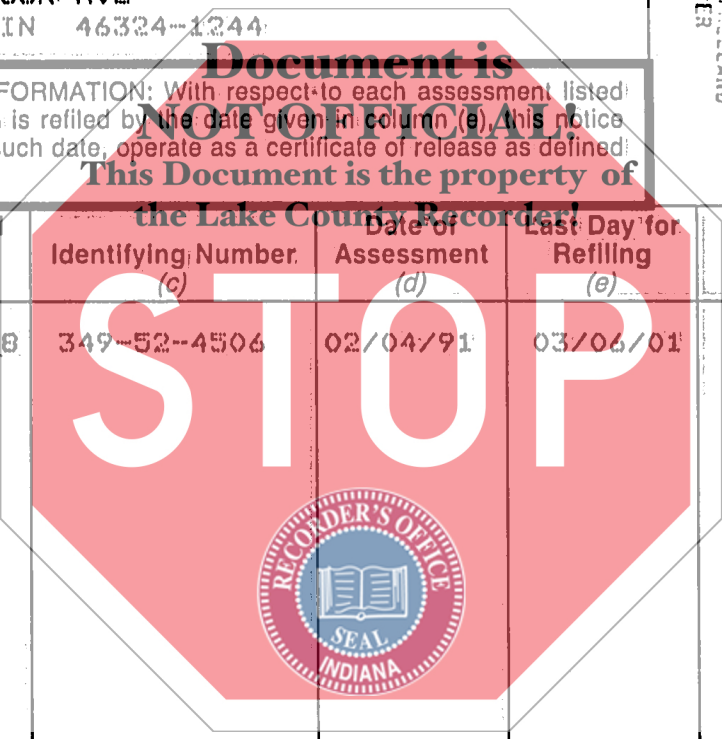 IN 46324-1244
Document is
FORMATION: With respect to each assessment listed
NOT OFFICIAL!
is refiled by the date given in column (e), this notice
such date, operate as a certificate of release as defined
This Document is the property of
the Lake County Recorder!
Identifying Number
(c)
Date of
Assessment
(d)
Last Day for
Refiling
(e)
8 349-52-4506 02/04/91 03/06/01
STOP
RECORDER'S OFFICE
SEAL
INDIANA